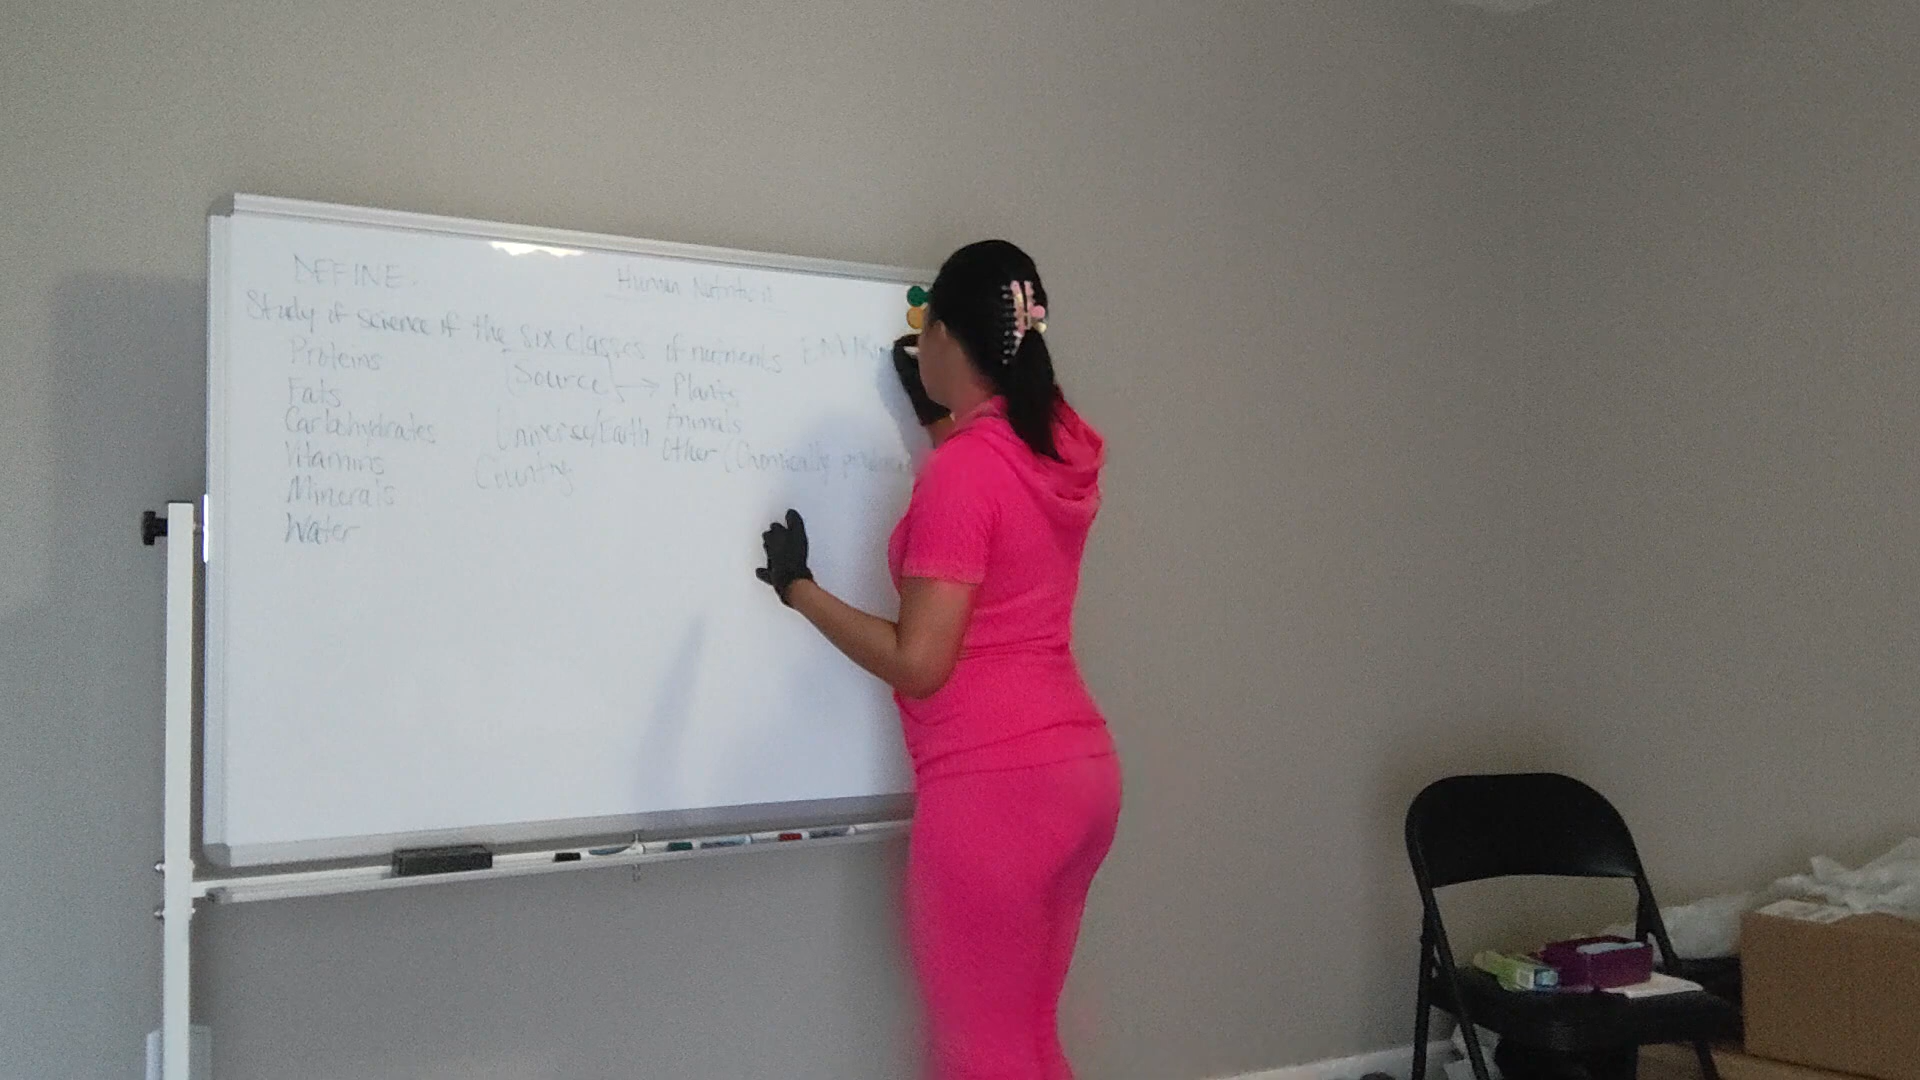 DEFINE.
Human Nutrition
Study of science of the six classes of nutrients
Proteins
Fats
Carbohydrates
Vitamins
Minerals
Water
(Source) → Plants
Universe/Earth Animals
Country Other (Chemically